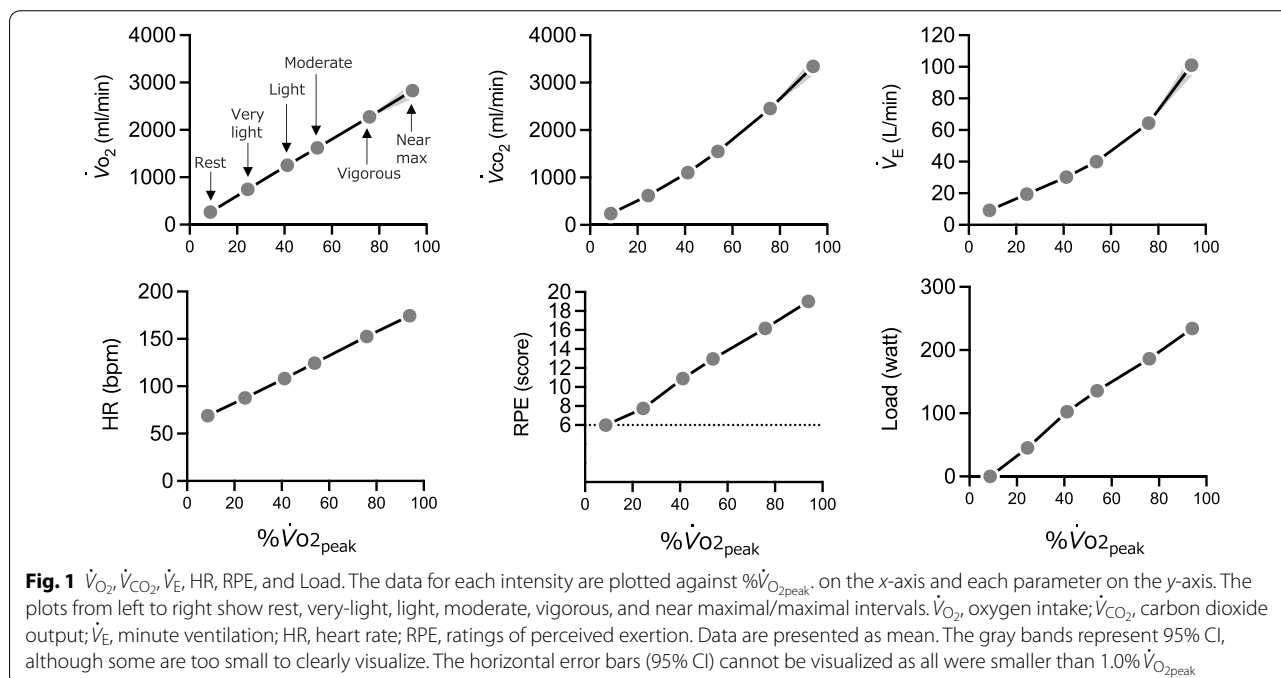 4000
3000
2000
1000
0
V̇O₂ (ml/min)
Rest
Very
light
Light
Moderate
Vigorous
Near
max
0 20 40 60 80 100
4000
3000
2000
1000
0
V̇CO₂ (ml/min)
0 20 40 60 80 100
120
100
80
60
40
20
0
V̇E (L/min)
0 20 40 60 80 100
200
150
100
50
0
HR (bpm)
0 20 40 60 80 100
%V̇O2peak
20
18
16
14
12
10
8
6
RPE (score)
0 20 40 60 80 100
%V̇O2peak
300
200
100
0
Load (watt)
0 20 40 60 80 100
%V̇O2peak
Fig. 1 V̇O₂, V̇CO₂, V̇E, HR, RPE, and Load. The data for each intensity are plotted against %V̇O2peak. on the x-axis and each parameter on the y-axis. The
plots from left to right show rest, very-light, light, moderate, vigorous, and near maximal/maximal intervals. V̇O₂, oxygen intake; V̇CO₂, carbon dioxide
output; V̇E, minute ventilation; HR, heart rate; RPE, ratings of perceived exertion. Data are presented as mean. The gray bands represent 95% CI,
although some are too small to clearly visualize. The horizontal error bars (95% CI) cannot be visualized as all were smaller than 1.0% V̇O2peak